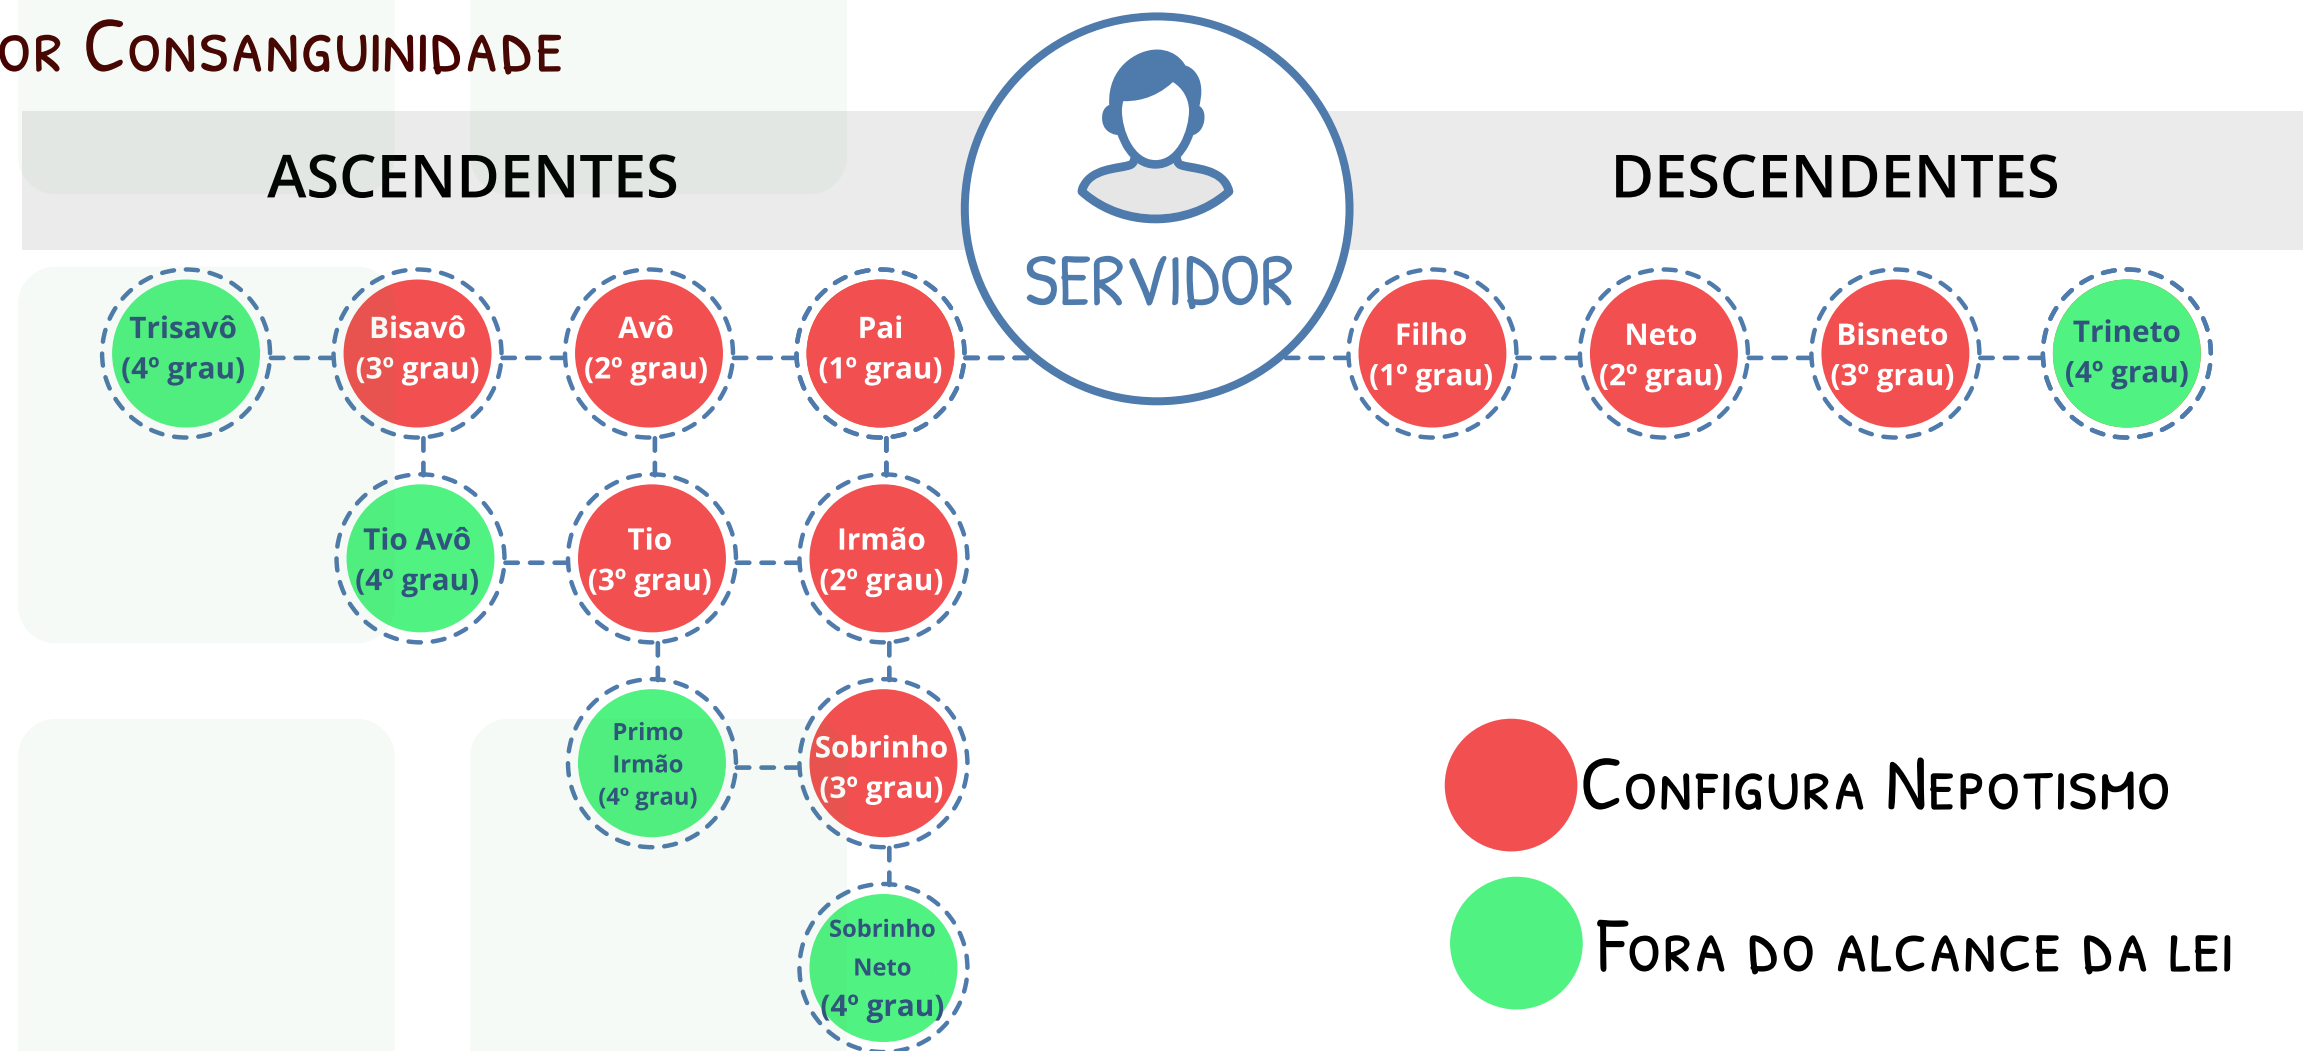 or Consanguinidade
ASCENDENTES
SERVIDOR
DESCENDENTES
Trisavô
(4º grau)
Bisavô
(3º grau)
Avô
(2º grau)
Pai
(1º grau)
Filho
(1º grau)
Neto
(2º grau)
Bisneto
(3º grau)
Trineto
(4º grau)
Tio Avô
(4º grau)
Tio
(3º grau)
Irmão
(2º grau)
Primo
Irmão
(4º grau)
Sobrinho
(3º grau)
Sobrinho
Neto
(4º grau)
Configura Nepotismo
Fora do alcance da lei